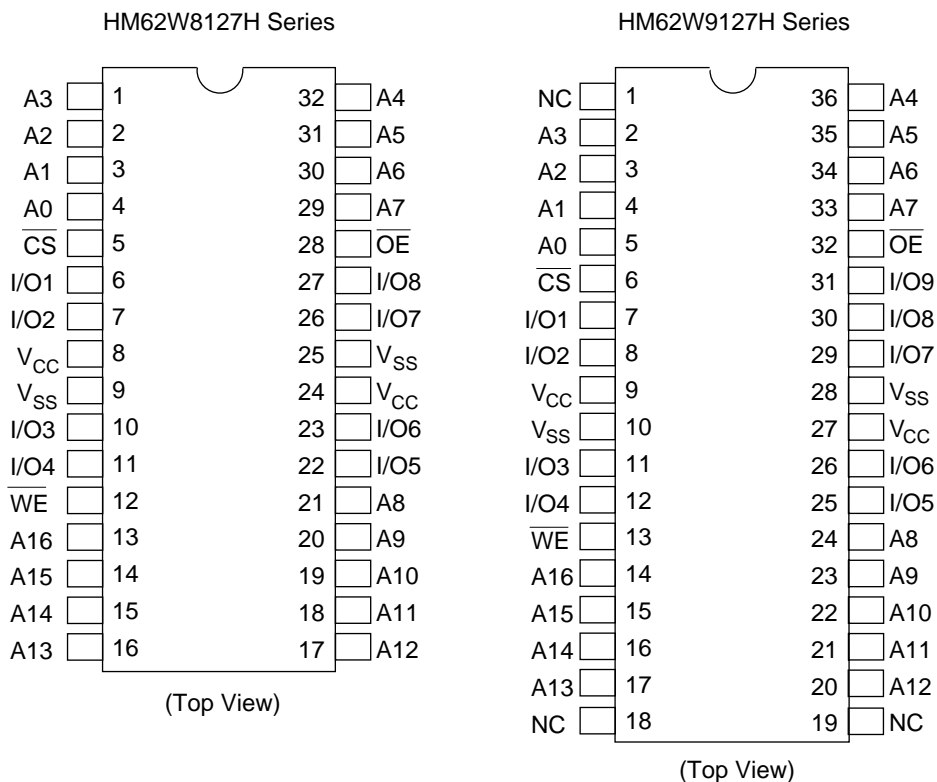 HM62W8127H Series
A3 1 32 A4
A2 2 31 A5
A1 3 30 A6
A0 4 29 A7
C̅S̅ 5 28 O̅E̅
I/O1 6 27 I/O8
I/O2 7 26 I/O7
VCC 8 25 VSS
VSS 9 24 VCC
I/O3 10 23 I/O6
I/O4 11 22 I/O5
W̅E̅ 12 21 A8
A16 13 20 A9
A15 14 19 A10
A14 15 18 A11
A13 16 17 A12
(Top View)
HM62W9127H Series
NC 1 36 A4
A3 2 35 A5
A2 3 34 A6
A1 4 33 A7
A0 5 32 O̅E̅
C̅S̅ 6 31 I/O9
I/O1 7 30 I/O8
I/O2 8 29 I/O7
VCC 9 28 VSS
VSS 10 27 VCC
I/O3 11 26 I/O6
I/O4 12 25 I/O5
W̅E̅ 13 24 A8
A16 14 23 A9
A15 15 22 A10
A14 16 21 A11
A13 17 20 A12
NC 18 19 NC
(Top View)